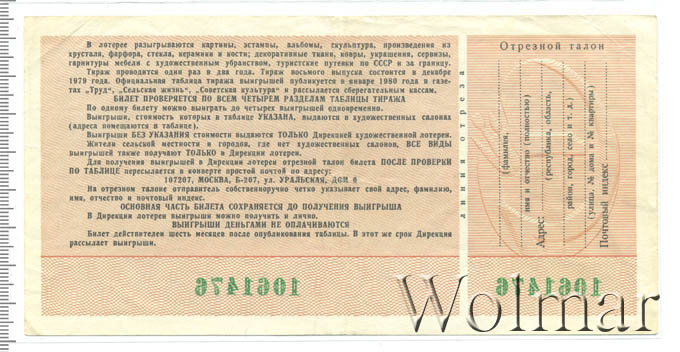 В лотерее разыгрываются картины, эстампы, альбомы, скульптура, произведения из
хрусталя, фарфора, стекла, керамики и кости; декоративные ткани, ковры, украшения, сервизы,
гарнитуры мебели с художественным убранством, туристские путевки по СССР и за границу.
Тираж проводится один раз в два года. Тираж восьмого выпуска состоится в декабре
1979 года. Официальная таблица тиража выигрышей публикуется в январе 1980 года в газе-
тах „Труд", „Сельская жизнь", „Советская культура" и рассылается сберегательным кассам.
БИЛЕТ ПРОВЕРЯЕТСЯ ПО ВСЕМ ЧЕТЫРЕМ РАЗДЕЛАМ ТАБЛИЦЫ ТИРАЖА
По одному билету можно выиграть до четырех выигрышей одновременно.
Выигрыши, стоимость которых в таблице УКАЗАНА, выдаются в художественных салонах
(адреса помещаются в таблице).
Выигрыши БЕЗ УКАЗАНИЯ стоимости выдаются ТОЛЬКО Дирекцией художественной лотереи.
Жители сельской местности и городов, где нет художественных салонов, ВСЕ ВИДЫ
выигрышей также получают ТОЛЬКО в Дирекции лотереи.
Для получения выигрышей в Дирекции лотереи отрезной талон билета ПОСЛЕ ПРОВЕРКИ
ПО ТАБЛИЦЕ пересылается в конверте простой почтой по адресу:
107207, МОСКВА, Б-207, ул. УРАЛЬСКАЯ, ДОМ 6
На отрезном талоне отправитель собственноручно четко указывает свой адрес, фамилию,
имя, отчество и почтовый индекс.
ОСНОВНАЯ ЧАСТЬ БИЛЕТА СОХРАНЯЕТСЯ ДО ПОЛУЧЕНИЯ ВЫИГРЫША
В Дирекции лотереи выигрыши можно получить и лично.
ВЫИГРЫШИ ДЕНЬГАМИ НЕ ОПЛАЧИВАЮТСЯ
Билет действителен шесть месяцев после опубликования таблицы. В этот же срок Дирекция
рассылает выигрыши.
1061476
линия отреза
Отрезной талон
(фамилия,
имя и отчество (полностью)
Адрес
(республика, область,
район, город, село и т. д.)
(улица, № дома и № квартиры)
Почтовый индекс
1061476
Wolmar